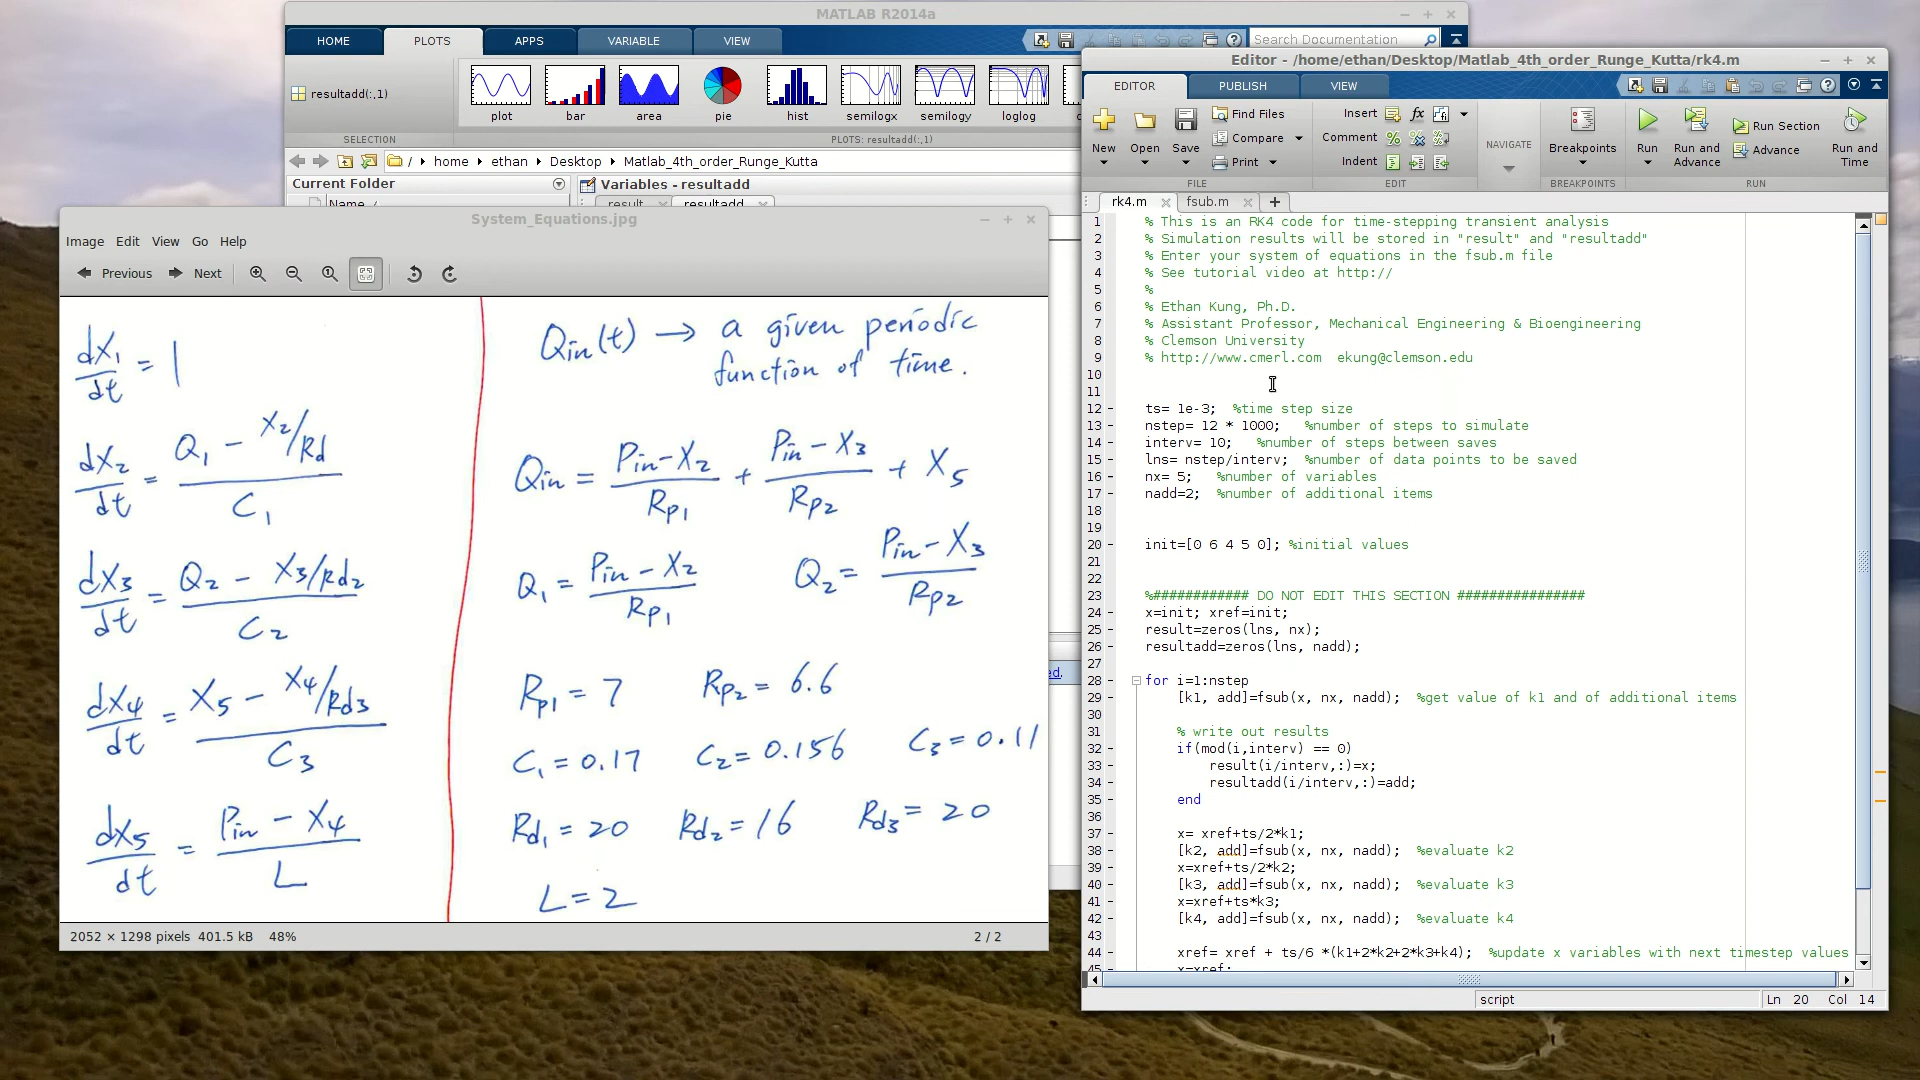 MATLAB R2014a
HOME PLOTS APPS VARIABLE VIEW
Search Documentation
resultadd(:,1)
plot bar area pie hist semilogx semilogy loglog
SELECTION PLOTS: resultadd(:,1)
/ home ethan Desktop Matlab_4th_order_Runge_Kutta
Current Folder
Name
Variables - resultadd
result resultadd
System_Equations.jpg
Image Edit View Go Help
Previous Next
dX1/dt = 1
dX2/dt = (Q1 - X2/Rd)/C1
dX3/dt = (Q2 - X3/Rd2)/C2
dX4/dt = (X5 - X4/Rd3)/C3
dX5/dt = (Pin - X4)/L
Qin(t) → a given periodic
function of time.
Qin = (Pin-X2)/Rp1 + (Pin-X3)/Rp2 + X5
Q1 = (Pin-X2)/Rp1 Q2 = (Pin-X3)/Rp2
Rp1 = 7 Rp2 = 6.6
C1 = 0.17 C2 = 0.156 C3 = 0.11
Rd1 = 20 Rd2 = 16 Rd3 = 20
L = 2
2052 × 1298 pixels 401.5 kB 48%
2 / 2
ed.
Editor - /home/ethan/Desktop/Matlab_4th_order_Runge_Kutta/rk4.m
EDITOR PUBLISH VIEW
New Open Save
Find Files
Compare
Print
Insert
Comment
Indent
NAVIGATE
Breakpoints
Run
Run and Advance
Run Section
Advance
Run and Time
FILE EDIT BREAKPOINTS RUN
rk4.m fsub.m
1 % This is an RK4 code for time-stepping transient analysis
2 % Simulation results will be stored in "result" and "resultadd"
3 % Enter your system of equations in the fsub.m file
4 % See tutorial video at http://
5 %
6 % Ethan Kung, Ph.D.
7 % Assistant Professor, Mechanical Engineering & Bioengineering
8 % Clemson University
9 % http://www.cmerl.com ekung@clemson.edu
10
11
12 - ts= 1e-3; %time step size
13 - nstep= 12 * 1000; %number of steps to simulate
14 - interv= 10; %number of steps between saves
15 - lns= nstep/interv; %number of data points to be saved
16 - nx= 5; %number of variables
17 - nadd=2; %number of additional items
18
19
20 - init=[0 6 4 5 0]; %initial values
21
22
23 %############ DO NOT EDIT THIS SECTION ################
24 - x=init; xref=init;
25 - result=zeros(lns, nx);
26 - resultadd=zeros(lns, nadd);
27
28 - for i=1:nstep
29 - [k1, add]=fsub(x, nx, nadd); %get value of k1 and of additional items
30
31 % write out results
32 - if(mod(i,interv) == 0)
33 - result(i/interv,:)=x;
34 - resultadd(i/interv,:)=add;
35 - end
36
37 - x= xref+ts/2*k1;
38 - [k2, add]=fsub(x, nx, nadd); %evaluate k2
39 - x=xref+ts/2*k2;
40 - [k3, add]=fsub(x, nx, nadd); %evaluate k3
41 - x=xref+ts*k3;
42 - [k4, add]=fsub(x, nx, nadd); %evaluate k4
43
44 - xref= xref + ts/6 *(k1+2*k2+2*k3+k4); %update x variables with next timestep values
45 - x=xref;
script
Ln 20 Col 14